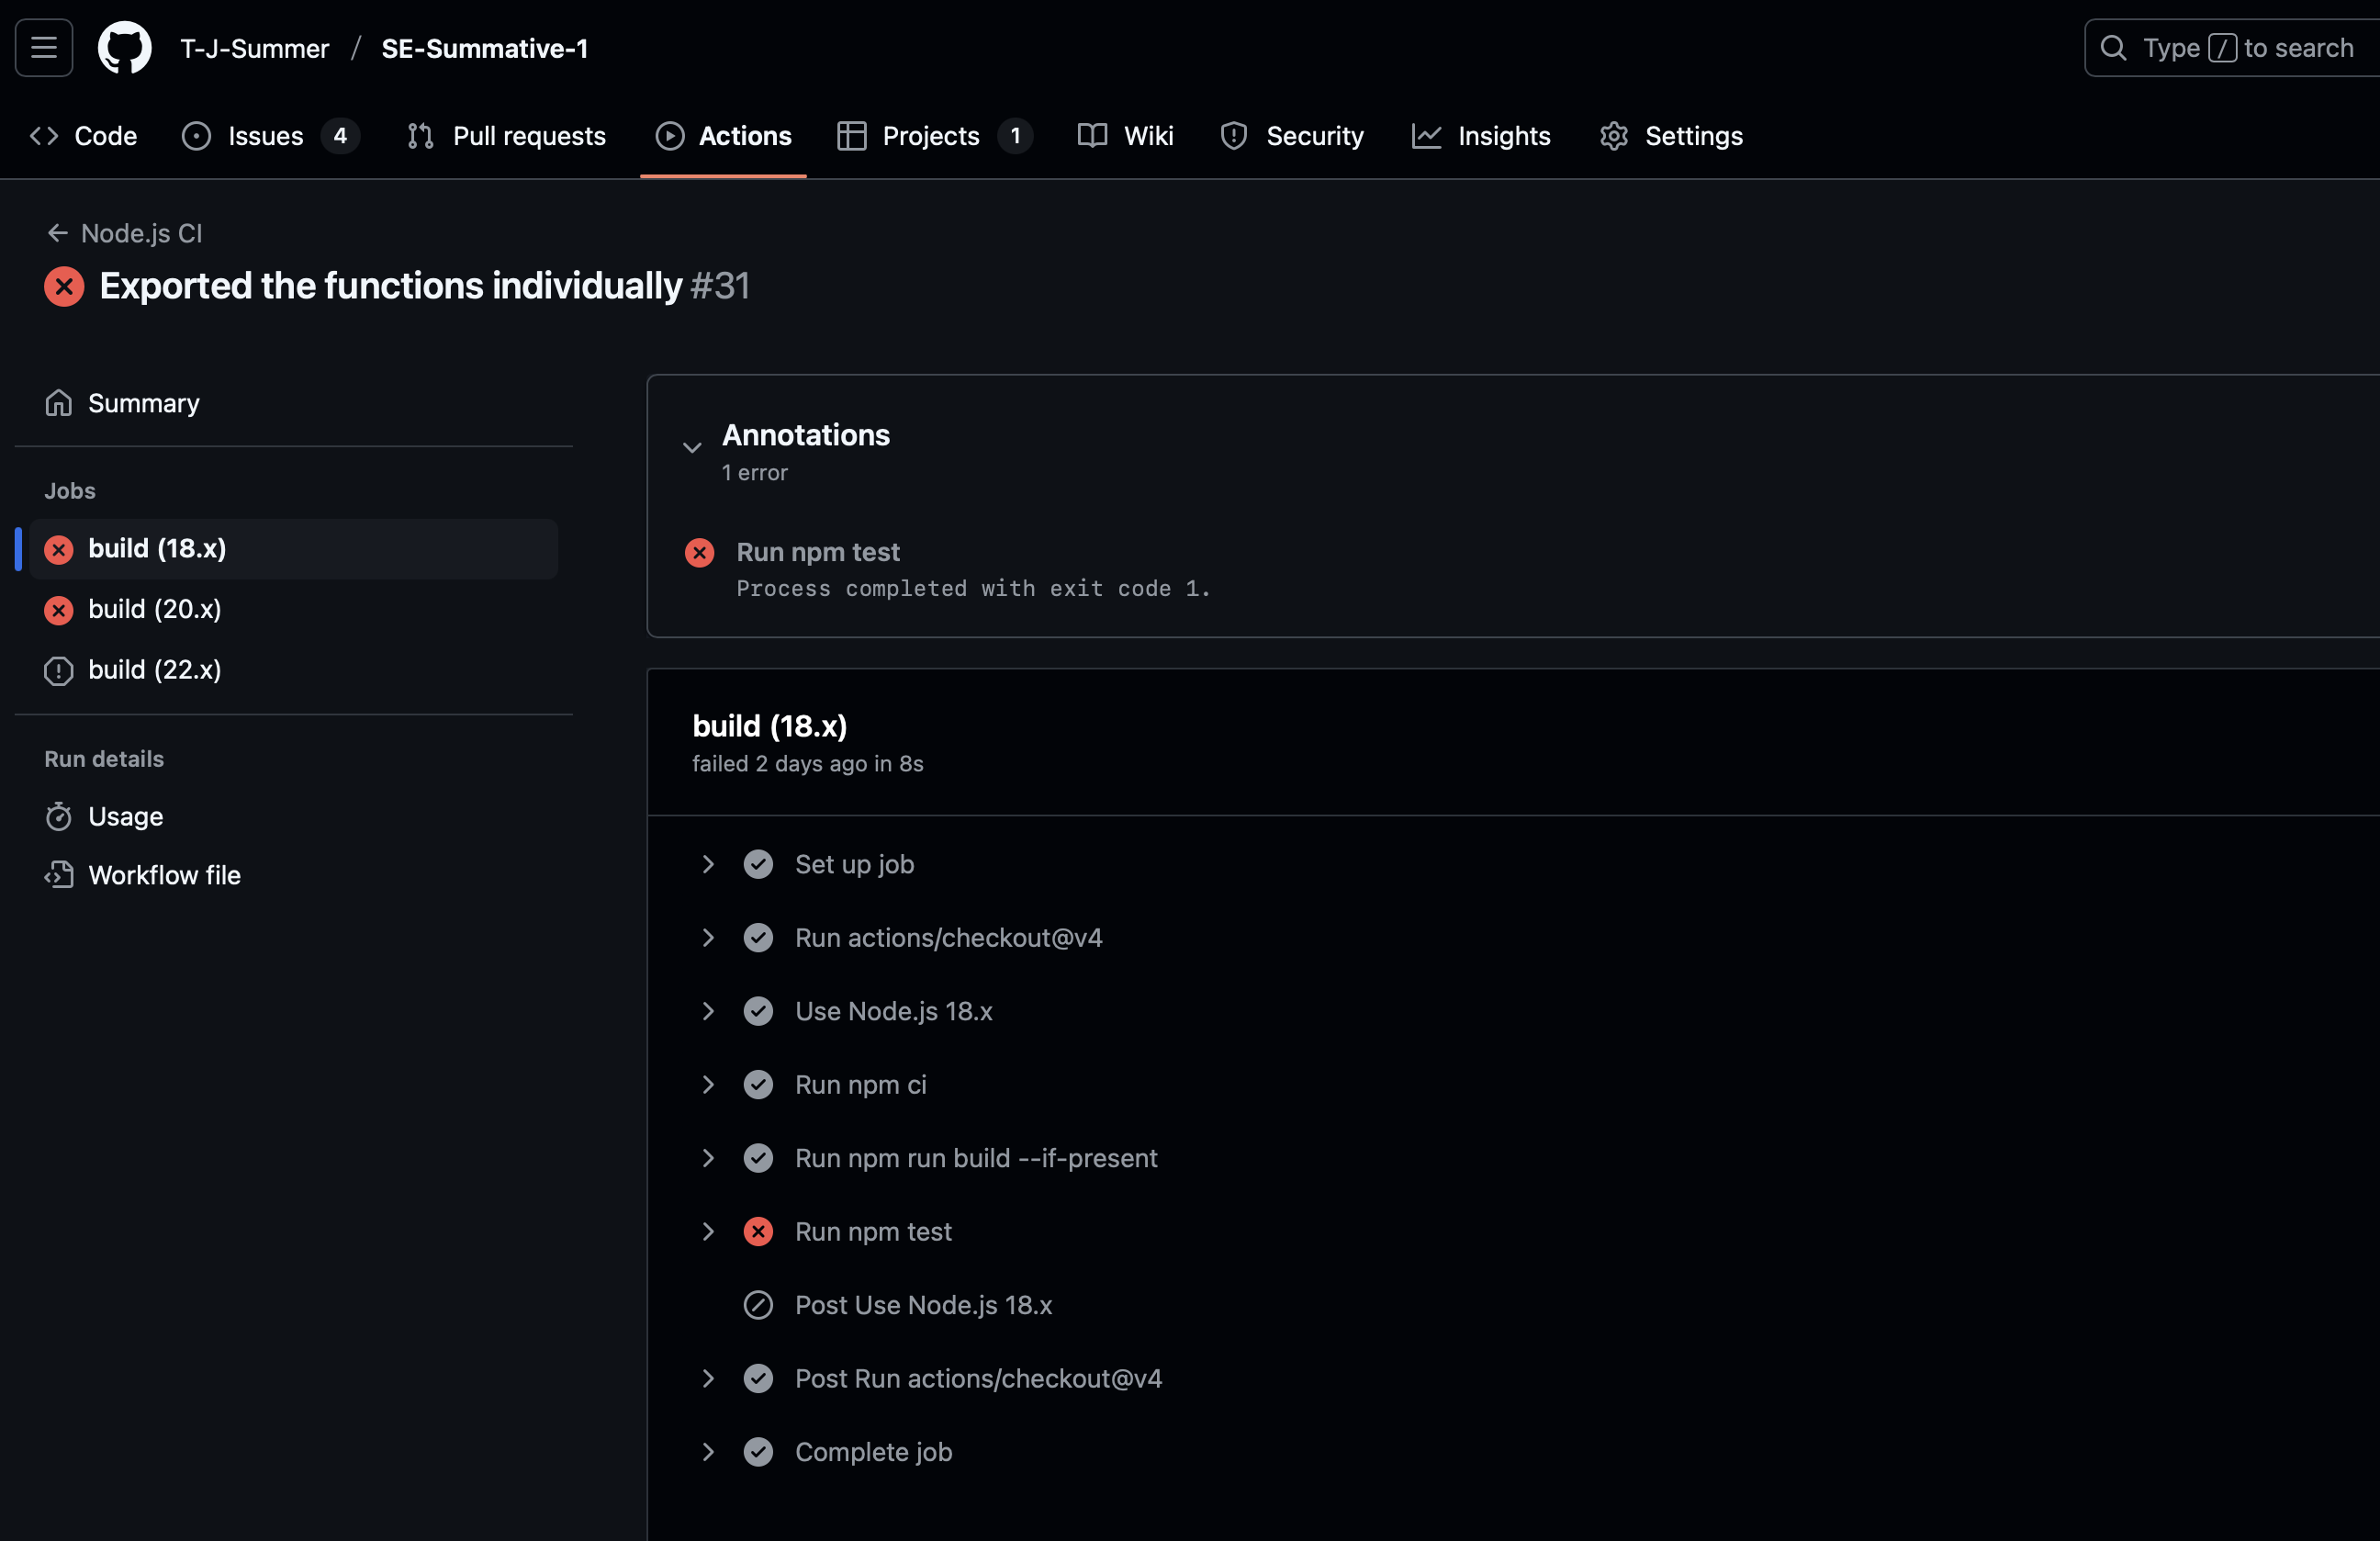 T-J-Summer / SE-Summative-1
Type / to search
Code
Issues 4
Pull requests
Actions
Projects 1
Wiki
Security
Insights
Settings
Node.js CI
Exported the functions individually #31
Summary
Jobs
build (18.x)
build (20.x)
build (22.x)
Run details
Usage
Workflow file
Annotations
1 error
Run npm test
Process completed with exit code 1.
build (18.x)
failed 2 days ago in 8s
Set up job
Run actions/checkout@v4
Use Node.js 18.x
Run npm ci
Run npm run build --if-present
Run npm test
Post Use Node.js 18.x
Post Run actions/checkout@v4
Complete job